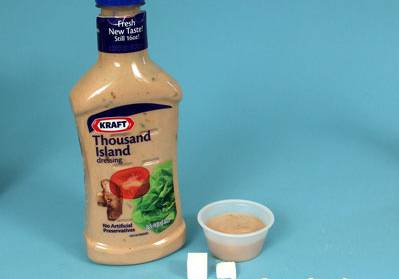 Fresh
New Taste!
Still 16oz!
KRAFT
Thousand
Island
dressing
No Artificial
Preservatives